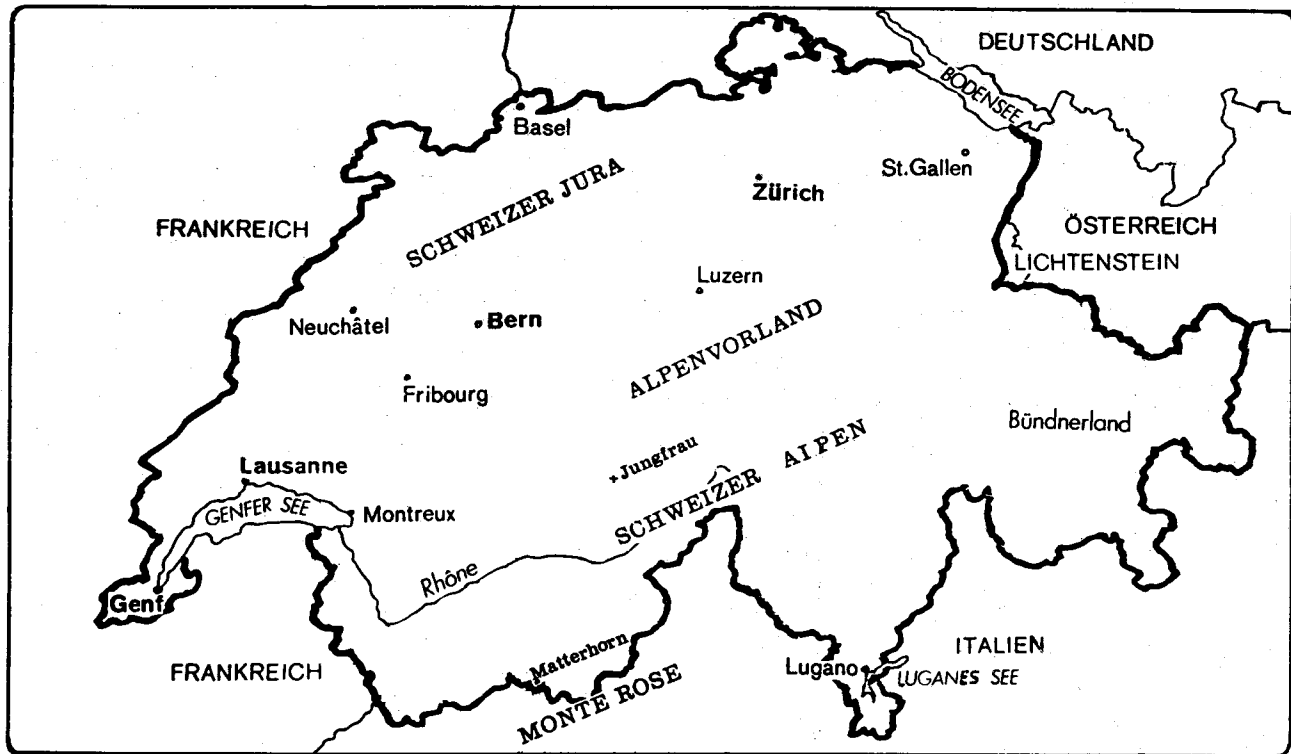 DEUTSCHLAND
BODENSEE
Basel
St.Gallen
SCHWEIZER JURA
Zürich
FRANKREICH
ÖSTERREICH
LICHTENSTEIN
Luzern
Neuchâtel
Bern
ALPENVORLAND
Fribourg
Bündnerland
Jungfrau
SCHWEIZER ALPEN
Lausanne
GENFER SEE
Montreux
Rhône
Genf
FRANKREICH
Matterhorn
MONTE ROSE
Lugano
ITALIEN
LUGANES SEE